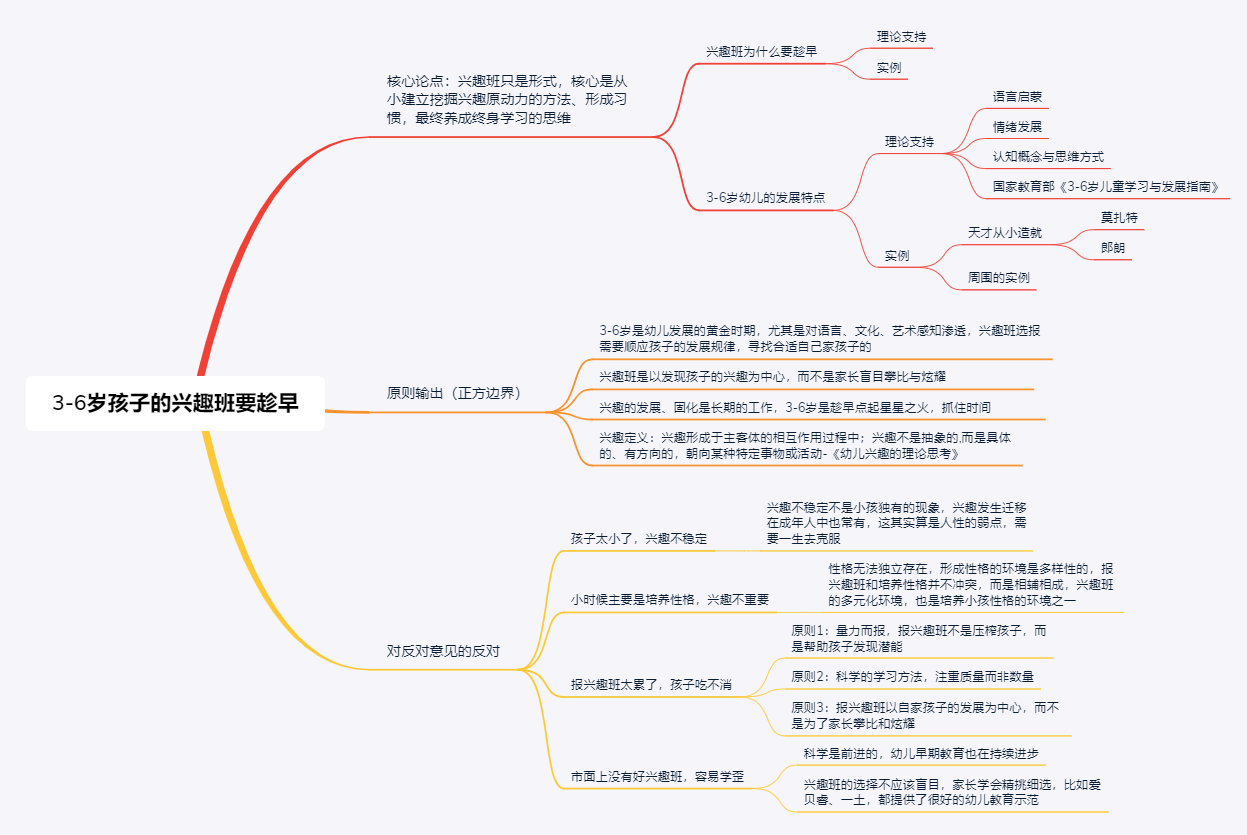 3-6岁孩子的兴趣班要趁早
核心论点：兴趣班只是形式，核心是从
小建立挖掘兴趣原动力的方法、形成习
惯，最终养成终身学习的思维
兴趣班为什么要趁早
理论支持
实例
3-6岁幼儿的发展特点
理论支持
语言启蒙
情绪发展
认知概念与思维方式
国家教育部《3-6岁儿童学习与发展指南》
实例
天才从小造就
莫扎特
郎朗
周围的实例
原则输出（正方边界）
3-6岁是幼儿发展的黄金时期，尤其是对语言、文化、艺术感知渗透，兴趣班选报
需要顺应孩子的发展规律，寻找合适自己家孩子的
兴趣班是以发现孩子的兴趣为中心，而不是家长盲目攀比与炫耀
兴趣的发展、固化是长期的工作，3-6岁是趁早点起星星之火，抓住时间
兴趣定义：兴趣形成于主客体的相互作用过程中；兴趣不是抽象的,而是具体
的、有方向的，朝向某种特定事物或活动-《幼儿兴趣的理论思考》
对反对意见的反对
孩子太小了，兴趣不稳定
兴趣不稳定不是小孩独有的现象，兴趣发生迁移
在成年人中也常有，这其实算是人性的弱点，需
要一生去克服
小时候主要是培养性格，兴趣不重要
性格无法独立存在，形成性格的环境是多样性的，报
兴趣班和培养性格并不冲突，而是相辅相成，兴趣班
的多元化环境，也是培养小孩性格的环境之一
报兴趣班太累了，孩子吃不消
原则1：量力而报，报兴趣班不是压榨孩子，而
是帮助孩子发现潜能
原则2：科学的学习方法，注重质量而非数量
原则3：报兴趣班以自家孩子的发展为中心，而不
是为了家长攀比和炫耀
市面上没有好兴趣班，容易学歪
科学是前进的，幼儿早期教育也在持续进步
兴趣班的选择不应该盲目，家长学会精挑细选，比如爱
贝睿、一土，都提供了很好的幼儿教育示范